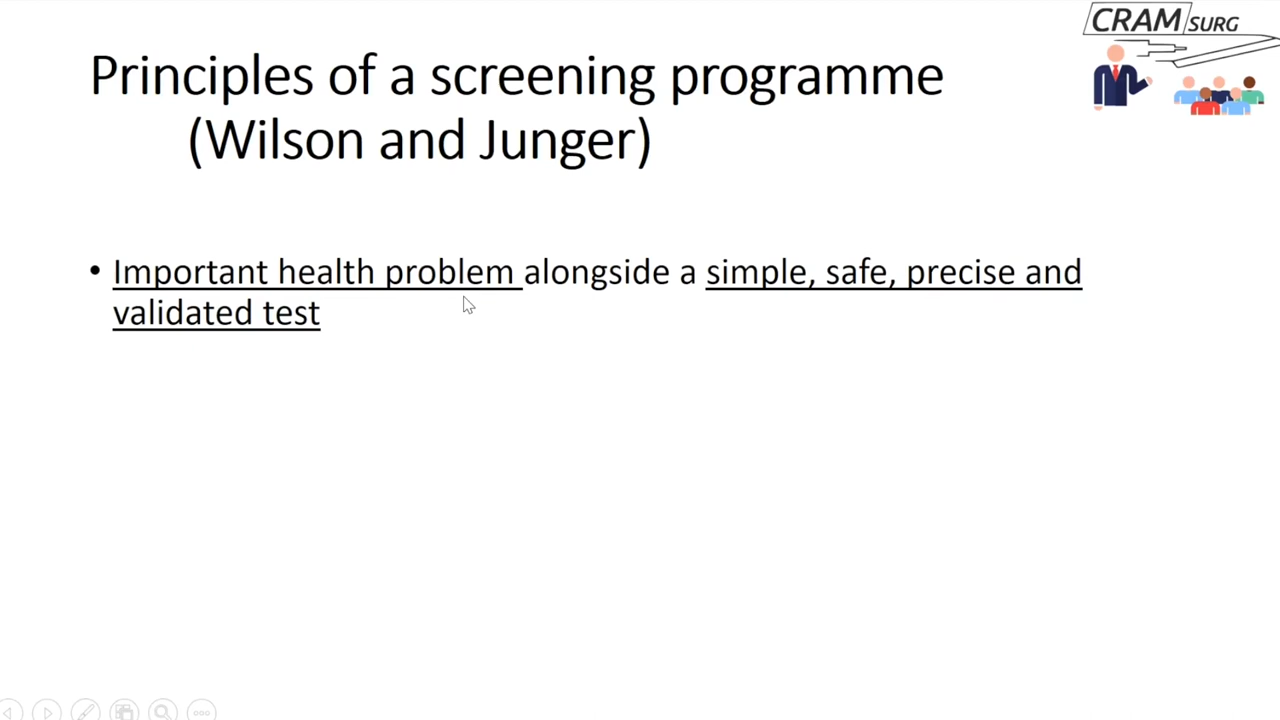 CRAM SURG
Principles of a screening programme
(Wilson and Junger)
• Important health problem alongside a simple, safe, precise and
validated test